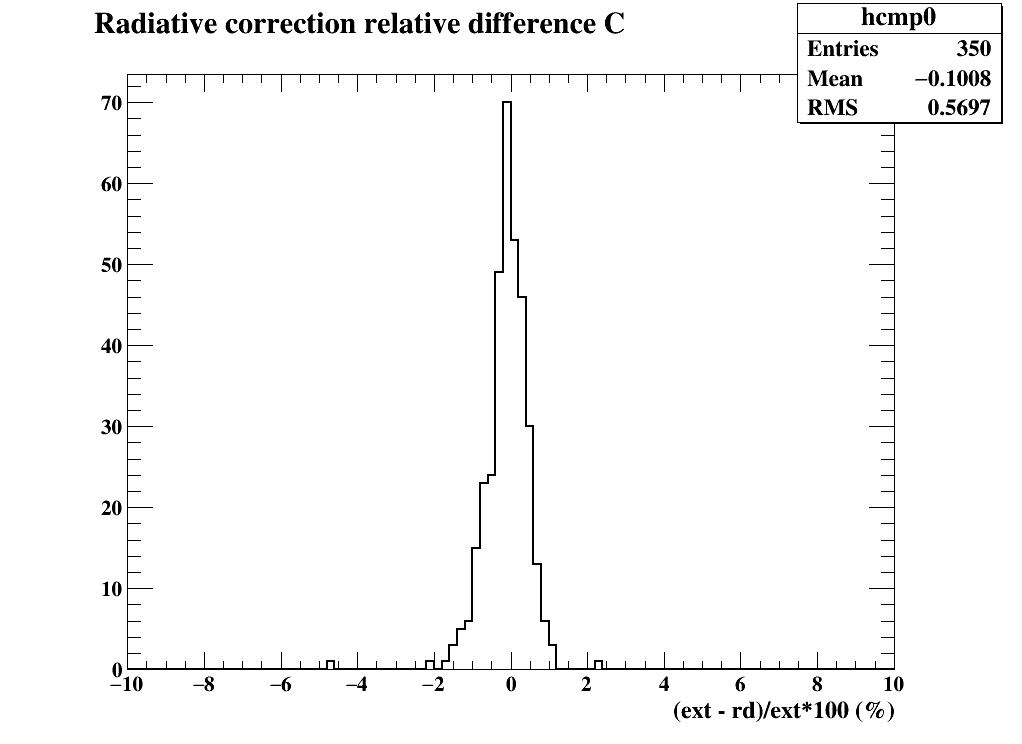 Radiative correction relative difference C
hcmp0
Entries 350
Mean −0.1008
RMS 0.5697
70
60
50
40
30
20
10
0
−10 −8 −6 −4 −2 0 2 4 6 8 10
(ext - rd)/ext*100 (%)